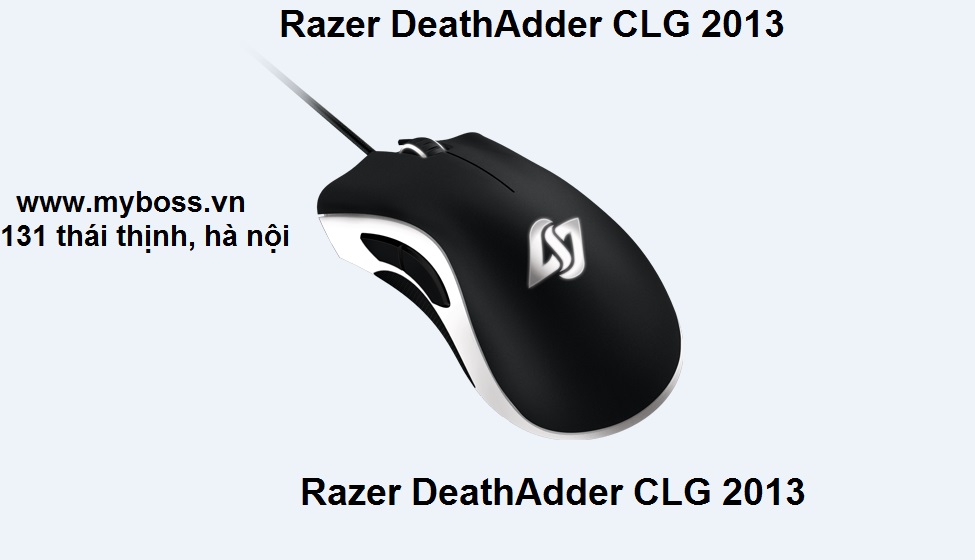 Razer DeathAdder CLG 2013
www.myboss.vn
131 thái thịnh, hà nội
Razer DeathAdder CLG 2013